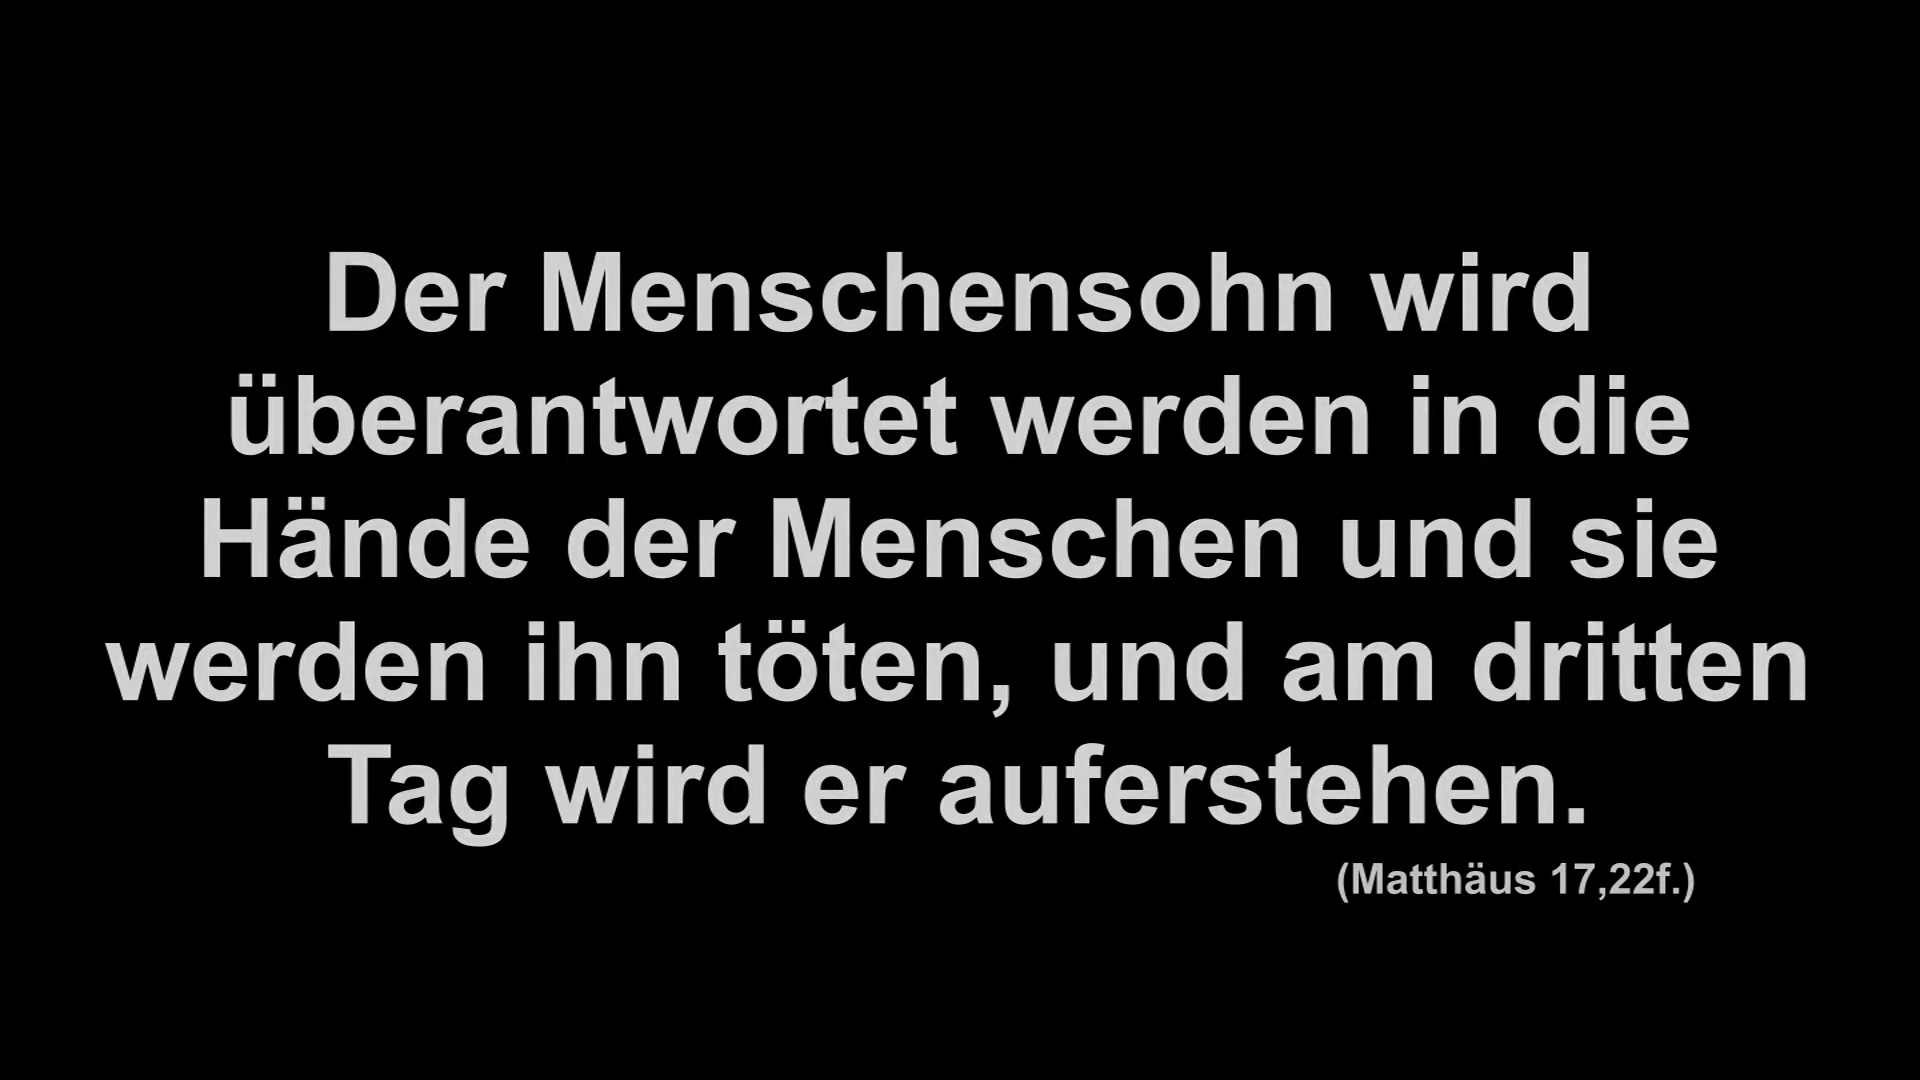 Der Menschensohn wird
überantwortet werden in die
Hände der Menschen und sie
werden ihn töten, und am dritten
Tag wird er auferstehen.
(Matthäus 17,22f.)